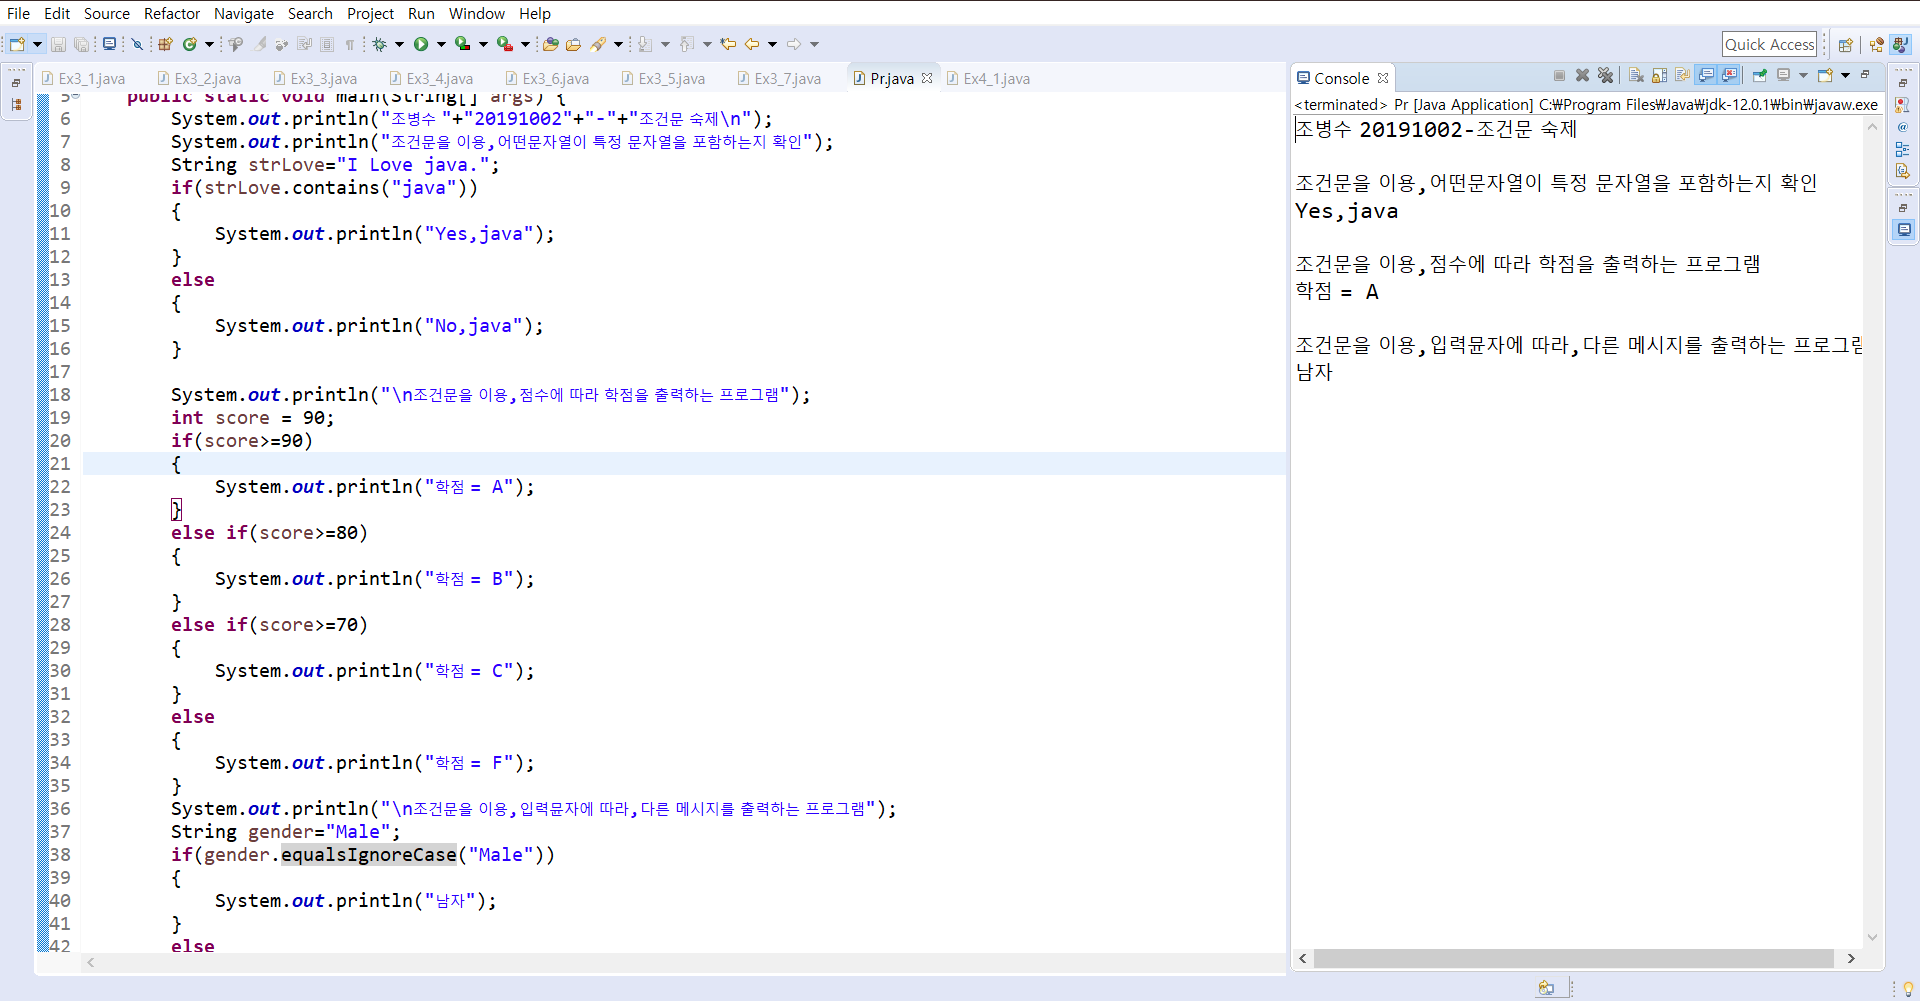 File Edit Source Refactor Navigate Search Project Run Window Help
Quick Access
Ex3_1.java Ex3_2.java Ex3_3.java Ex3_4.java Ex3_6.java Ex3_5.java Ex3_7.java Pr.java Ex4_1.java
5 public static void main(String[] args) {
6 System.out.println("조병수 "+"20191002"+"-"+"조건문 숙제\n");
7 System.out.println("조건문을 이용,어떤문자열이 특정 문자열을 포함하는지 확인");
8 String strLove="I Love java.";
9 if(strLove.contains("java"))
10 {
11 System.out.println("Yes,java");
12 }
13 else
14 {
15 System.out.println("No,java");
16 }
17
18 System.out.println("\n조건문을 이용,점수에 따라 학점을 출력하는 프로그램");
19 int score = 90;
20 if(score>=90)
21 {
22 System.out.println("학점 = A");
23 }
24 else if(score>=80)
25 {
26 System.out.println("학점 = B");
27 }
28 else if(score>=70)
29 {
30 System.out.println("학점 = C");
31 }
32 else
33 {
34 System.out.println("학점 = F");
35 }
36 System.out.println("\n조건문을 이용,입력문자에 따라,다른 메시지를 출력하는 프로그램");
37 String gender="Male";
38 if(gender.equalsIgnoreCase("Male"))
39 {
40 System.out.println("남자");
41 }
42 else
Console
<terminated> Pr [Java Application] C:₩Program Files₩Java₩jdk-12.0.1₩bin₩javaw.exe
조병수 20191002-조건문 숙제
조건문을 이용,어떤문자열이 특정 문자열을 포함하는지 확인
Yes,java
조건문을 이용,점수에 따라 학점을 출력하는 프로그램
학점 = A
조건문을 이용,입력문자에 따라,다른 메시지를 출력하는 프로그램
남자